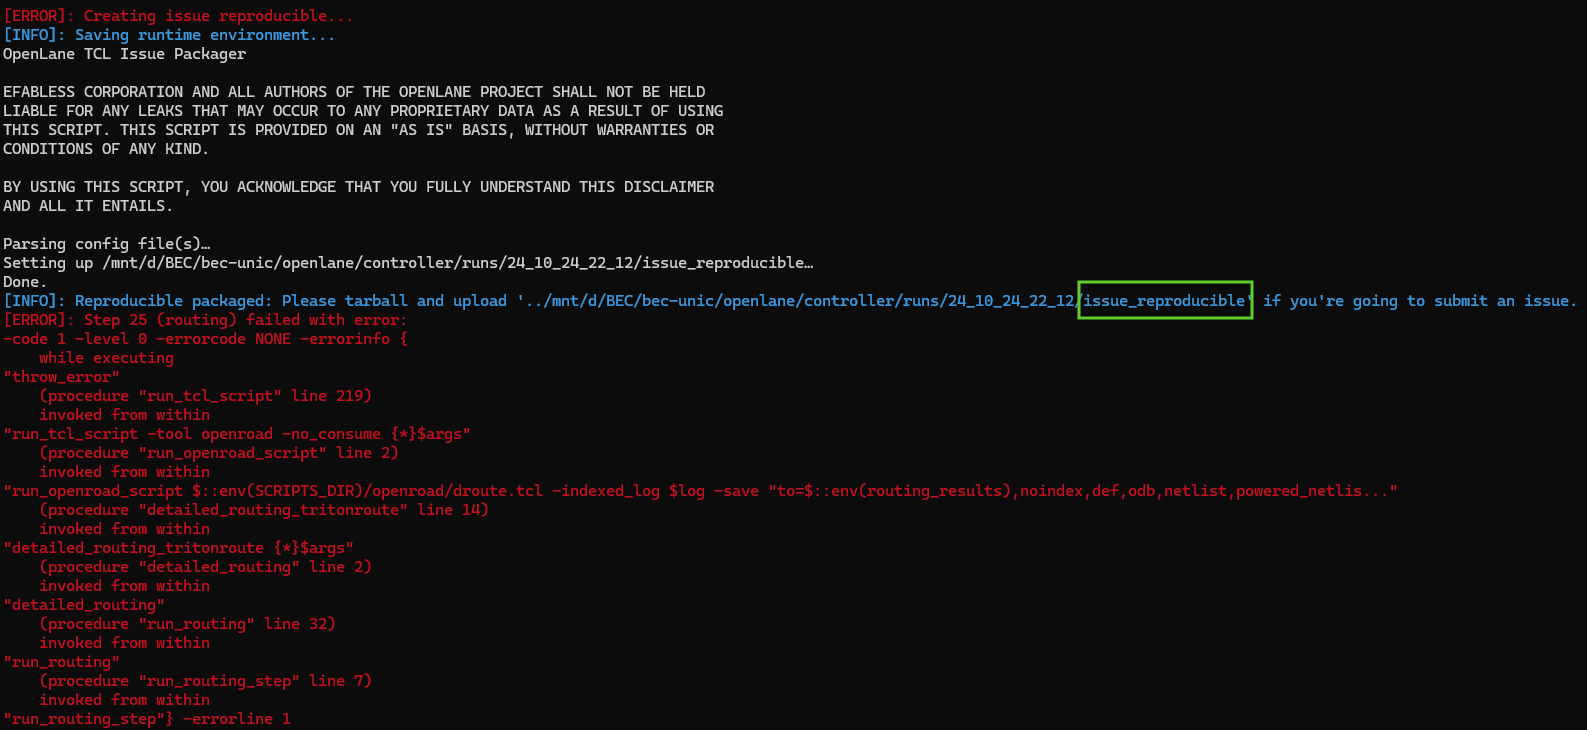 [ERROR]: Creating issue reproducible...
[INFO]: Saving runtime environment...
OpenLane TCL Issue Packager
EFABLESS CORPORATION AND ALL AUTHORS OF THE OPENLANE PROJECT SHALL NOT BE HELD
LIABLE FOR ANY LEAKS THAT MAY OCCUR TO ANY PROPRIETARY DATA AS A RESULT OF USING
THIS SCRIPT. THIS SCRIPT IS PROVIDED ON AN "AS IS" BASIS, WITHOUT WARRANTIES OR
CONDITIONS OF ANY KIND.
BY USING THIS SCRIPT, YOU ACKNOWLEDGE THAT YOU FULLY UNDERSTAND THIS DISCLAIMER
AND ALL IT ENTAILS.
Parsing config file(s)…
Setting up /mnt/d/BEC/bec-unic/openlane/controller/runs/24_10_24_22_12/issue_reproducible…
Done.
[INFO]: Reproducible packaged: Please tarball and upload '../mnt/d/BEC/bec-unic/openlane/controller/runs/24_10_24_22_12/issue_reproducible' if you're going to submit an issue.
[ERROR]: Step 25 (routing) failed with error:
-code 1 -level 0 -errorcode NONE -errorinfo {
    while executing
"throw_error"
    (procedure "run_tcl_script" line 219)
    invoked from within
"run_tcl_script -tool openroad -no_consume {*}$args"
    (procedure "run_openroad_script" line 2)
    invoked from within
"run_openroad_script $::env(SCRIPTS_DIR)/openroad/droute.tcl -indexed_log $log -save "to=$::env(routing_results),noindex,def,odb,netlist,powered_netlis..."
    (procedure "detailed_routing_tritonroute" line 14)
    invoked from within
"detailed_routing_tritonroute {*}$args"
    (procedure "detailed_routing" line 2)
    invoked from within
"detailed_routing"
    (procedure "run_routing" line 32)
    invoked from within
"run_routing"
    (procedure "run_routing_step" line 7)
    invoked from within
"run_routing_step"} -errorline 1